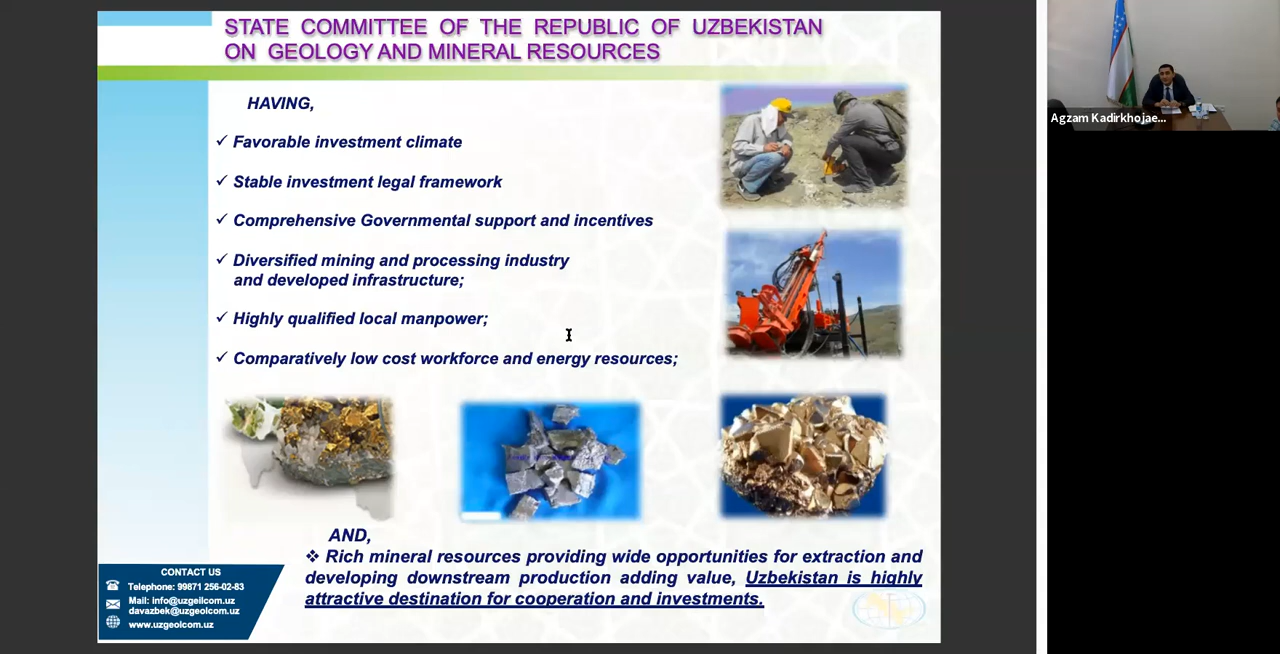 STATE COMMITTEE OF THE REPUBLIC OF UZBEKISTAN
ON GEOLOGY AND MINERAL RESOURCES
HAVING,
✓ Favorable investment climate
✓ Stable investment legal framework
✓ Comprehensive Governmental support and incentives
✓ Diversified mining and processing industry
and developed infrastructure;
✓ Highly qualified local manpower;
✓ Comparatively low cost workforce and energy resources;
AND,
❖ Rich mineral resources providing wide opportunities for extraction and
developing downstream production adding value, Uzbekistan is highly
attractive destination for cooperation and investments.
CONTACT US
Telephone: 99871 256-02-83
Mail: info@uzgeilcom.uz
davazbek@uzgeolcom.uz
www.uzgeolcom.uz
Agzam Kadirkhojae...